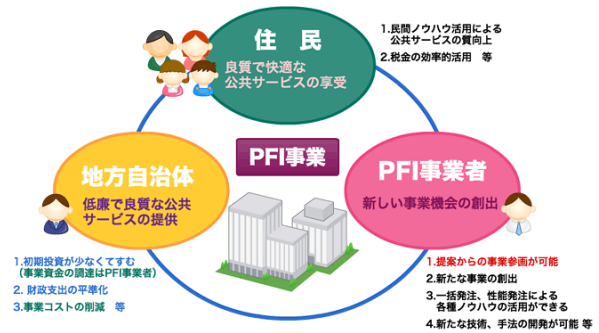 住 民
良質で快適な
公共サービスの享受
1.民間ノウハウ活用による
公共サービスの質向上
2.税金の効率的活用 等
PFI事業
地方自治体
低廉で良質な公共
サービスの提供
PFI事業者
新しい事業機会の創出
1.初期投資が少なくてすむ
（事業資金の調達はPFI事業者）
2. 財政支出の平準化
3.事業コストの削減 等
1.提案からの事業参画が可能
2.新たな事業の創出
3.一括発注、性能発注による
各種ノウハウの活用ができる
4.新たな技術、手法の開発が可能 等